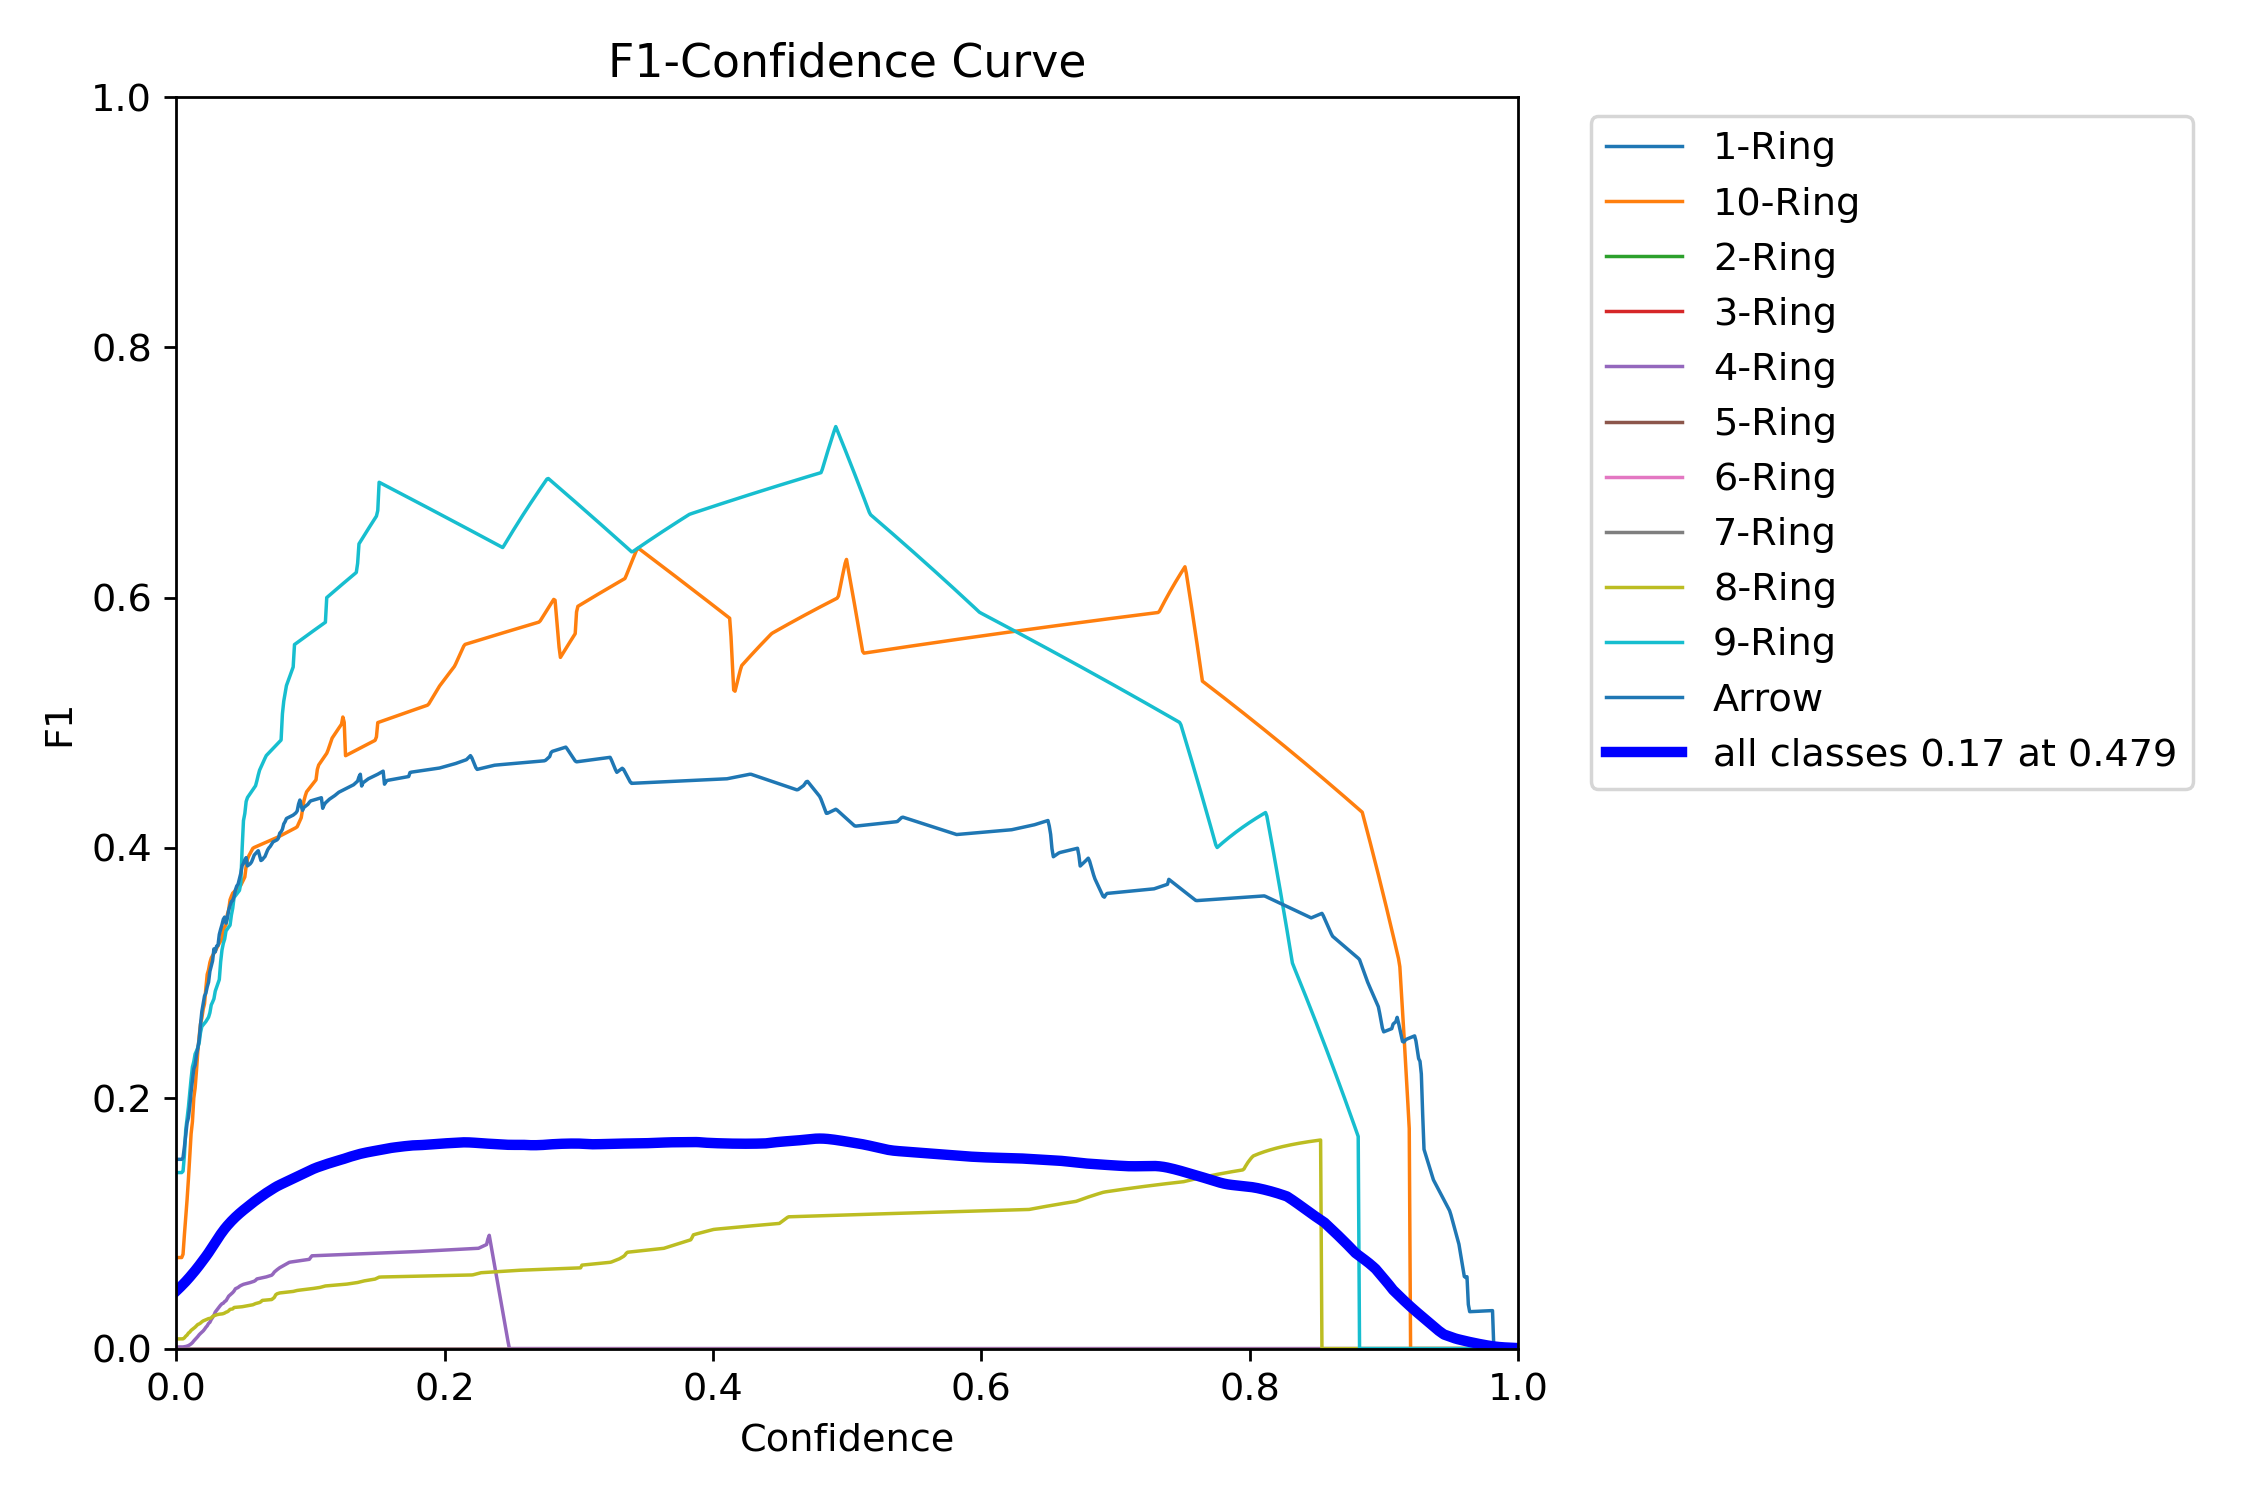 F1-Confidence Curve
1.0
0.8
0.6
0.4
0.2
0.0
F1
0.0 0.2 0.4 0.6 0.8 1.0
Confidence
1-Ring
10-Ring
2-Ring
3-Ring
4-Ring
5-Ring
6-Ring
7-Ring
8-Ring
9-Ring
Arrow
all classes 0.17 at 0.479